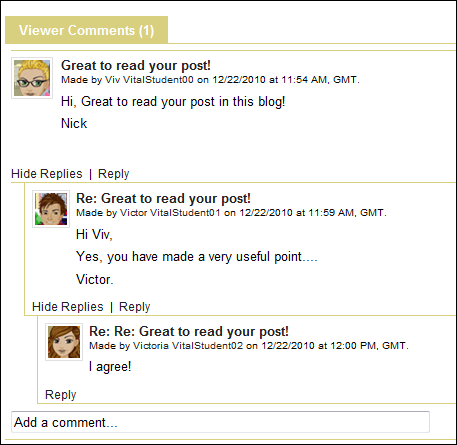 Viewer Comments (1)
Great to read your post!
Made by Viv VitalStudent00 on 12/22/2010 at 11:54 AM, GMT.
Hi, Great to read your post in this blog!
Nick
Hide Replies | Reply
Re: Great to read your post!
Made by Victor VitalStudent01 on 12/22/2010 at 11:59 AM, GMT.
Hi Viv,
Yes, you have made a very useful point....
Victor.
Hide Replies | Reply
Re: Re: Great to read your post!
Made by Victoria VitalStudent02 on 12/22/2010 at 12:00 PM, GMT.
I agree!
Reply
Add a comment...